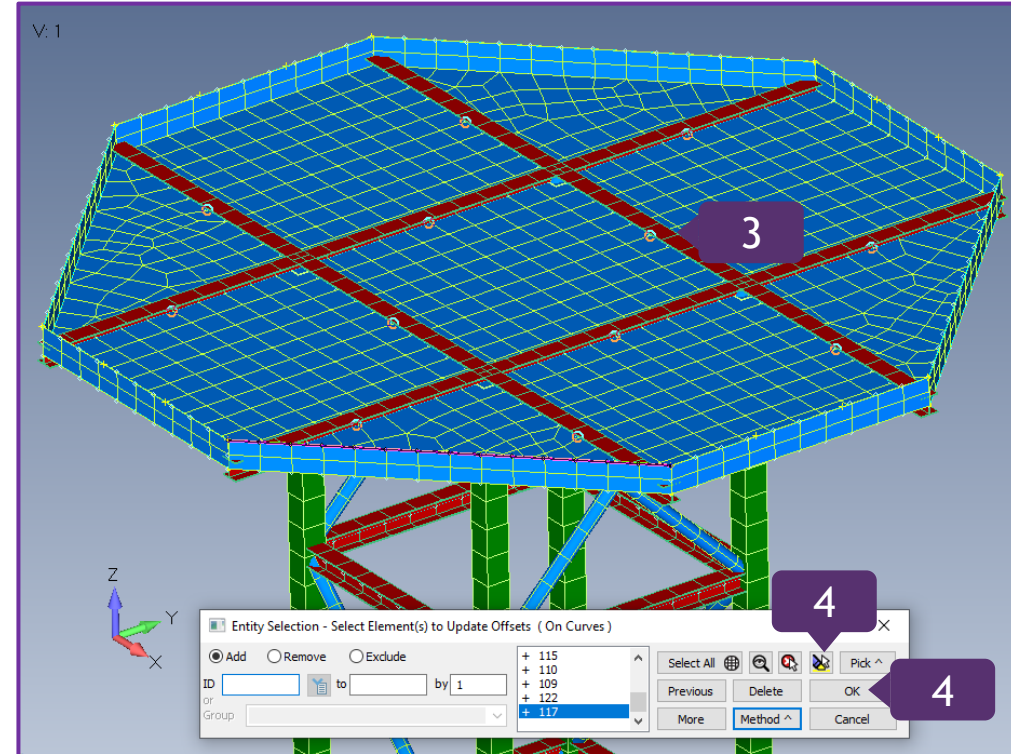 V: 1
3
Z
Y
X
4
Entity Selection - Select Element(s) to Update Offsets ( On Curves )
Add Remove Exclude
ID to by 1
or
Group
+ 115
+ 110
+ 109
+ 122
+ 117
Select All Pick ^
Previous Delete OK
More Method ^ Cancel
4